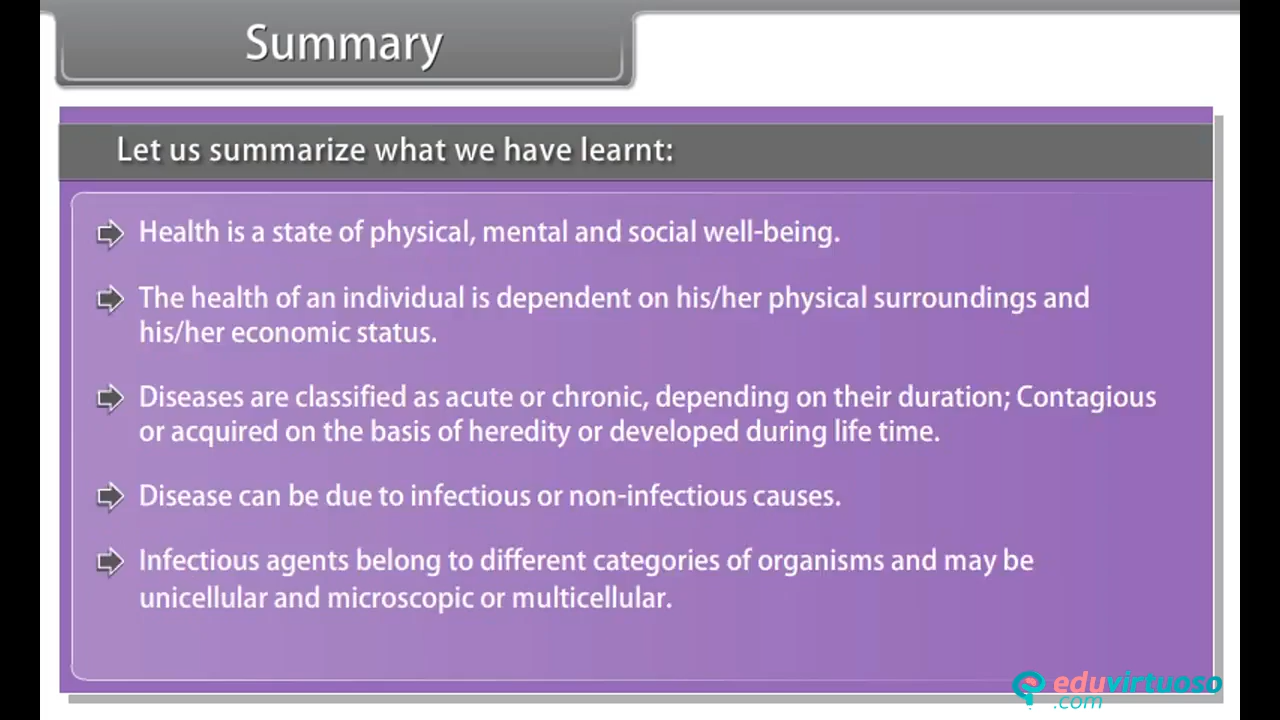 Summary
Let us summarize what we have learnt:
Health is a state of physical, mental and social well-being.
The health of an individual is dependent on his/her physical surroundings and
his/her economic status.
Diseases are classified as acute or chronic, depending on their duration; Contagious
or acquired on the basis of heredity or developed during life time.
Disease can be due to infectious or non-infectious causes.
Infectious agents belong to different categories of organisms and may be
unicellular and microscopic or multicellular.
eduvirtuoso
.com